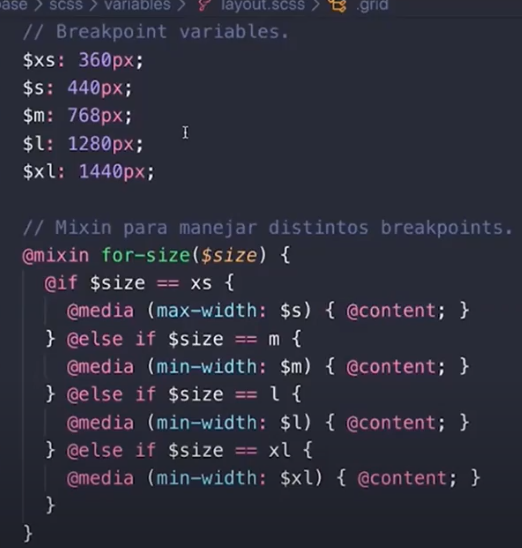 base > scss > variables > layout.scss > .grid
// Breakpoint variables.
$xs: 360px;
$s: 440px;
$m: 768px;
$l: 1280px;
$xl: 1440px;
// Mixin para manejar distintos breakpoints.
@mixin for-size($size) {
@if $size == xs {
@media (max-width: $s) { @content; }
} @else if $size == m {
@media (min-width: $m) { @content; }
} @else if $size == l {
@media (min-width: $l) { @content; }
} @else if $size == xl {
@media (min-width: $xl) { @content; }
}
}